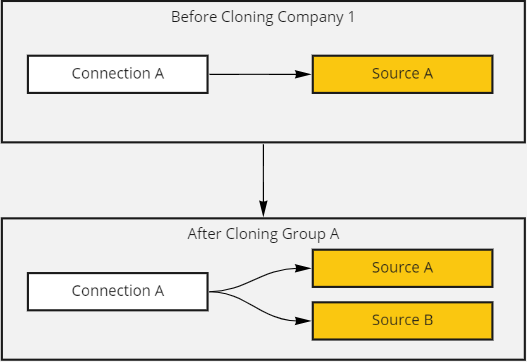 Before Cloning Company 1
Connection A
Source A
After Cloning Group A
Source A
Connection A
Source B